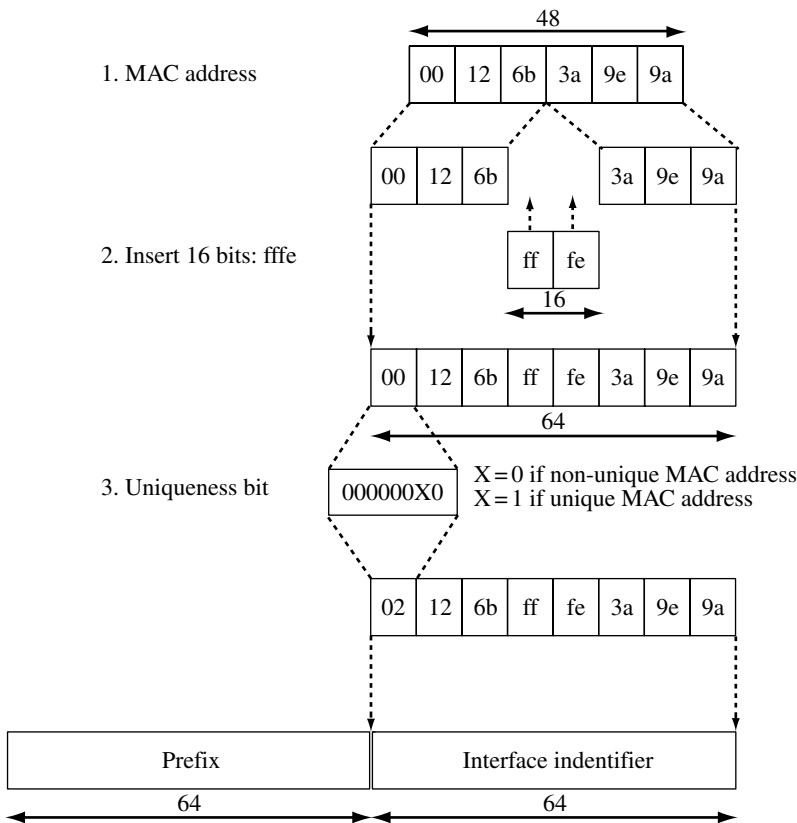 48
1. MAC address
00 12 6b 3a 9e 9a
00 12 6b 3a 9e 9a
2. Insert 16 bits: fffe
ff fe
16
00 12 6b ff fe 3a 9e 9a
64
3. Uniqueness bit
000000X0
X=0 if non-unique MAC address
X=1 if unique MAC address
02 12 6b ff fe 3a 9e 9a
Prefix Interface indentifier
64 64